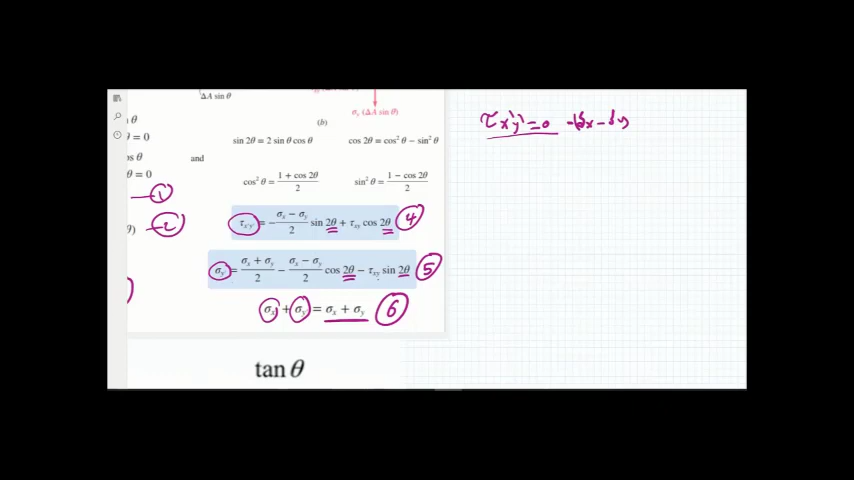 ΔA sin θ
σy (ΔA sin θ)
(b)
θ
θ = 0
sin 2θ = 2 sin θ cos θ cos 2θ = cos² θ − sin² θ
os θ
and
θ = 0
cos² θ = (1 + cos 2θ)/2 sin² θ = (1 − cos 2θ)/2
1
τx'y' = −(σx − σy)/2 sin 2θ + τxy cos 2θ 4
θ) 2
σy' = (σx + σy)/2 − (σx − σy)/2 cos 2θ − τxy sin 2θ 5
σx' + σy' = σx + σy 6
tan θ
τx'y' = 0 -(σx - σy